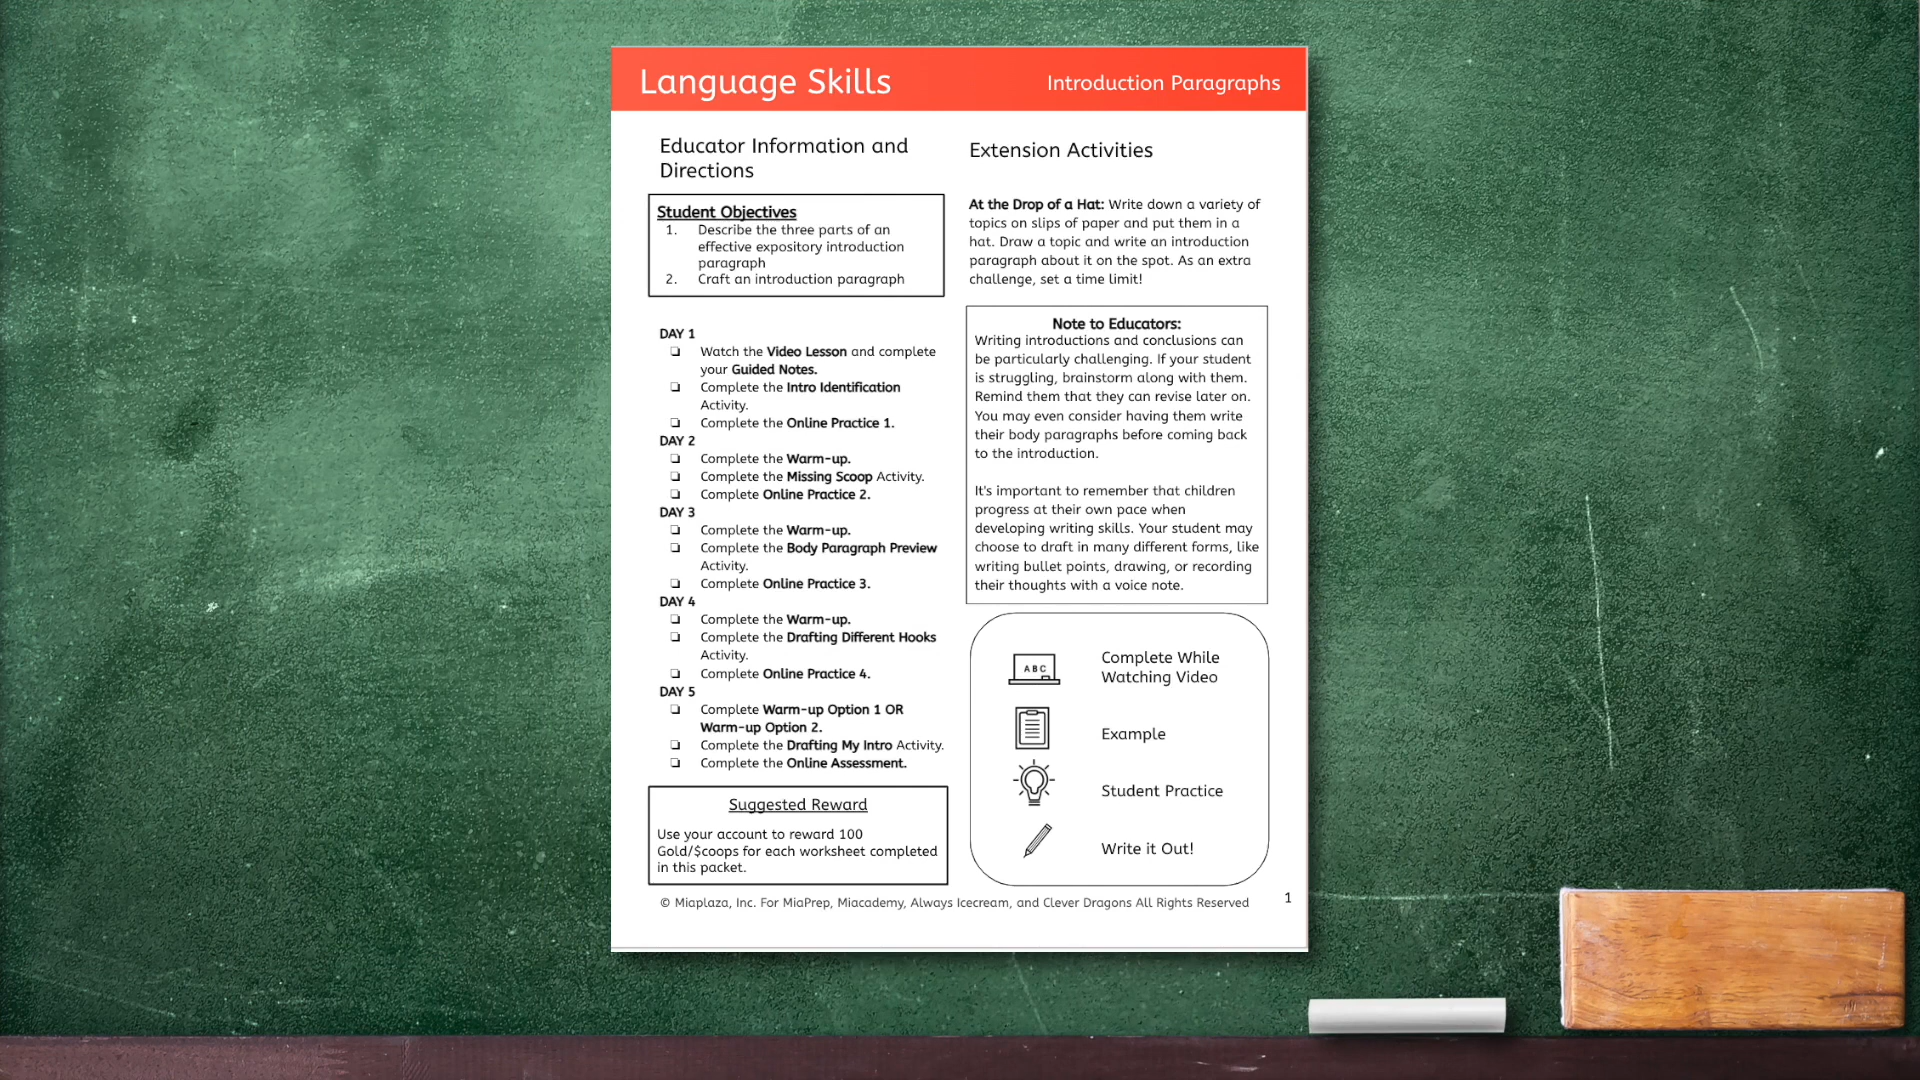 Language Skills
Introduction Paragraphs
Educator Information and
Directions
Student Objectives
1. Describe the three parts of an
effective expository introduction
paragraph
2. Craft an introduction paragraph
DAY 1
❏ Watch the Video Lesson and complete
your Guided Notes.
❏ Complete the Intro Identification
Activity.
❏ Complete the Online Practice 1.
DAY 2
❏ Complete the Warm-up.
❏ Complete the Missing Scoop Activity.
❏ Complete Online Practice 2.
DAY 3
❏ Complete the Warm-up.
❏ Complete the Body Paragraph Preview
Activity.
❏ Complete Online Practice 3.
DAY 4
❏ Complete the Warm-up.
❏ Complete the Drafting Different Hooks
Activity.
❏ Complete Online Practice 4.
DAY 5
❏ Complete Warm-up Option 1 OR
Warm-up Option 2.
❏ Complete the Drafting My Intro Activity.
❏ Complete the Online Assessment.
Suggested Reward
Use your account to reward 100
Gold/$coops for each worksheet completed
in this packet.
Extension Activities
At the Drop of a Hat: Write down a variety of
topics on slips of paper and put them in a
hat. Draw a topic and write an introduction
paragraph about it on the spot. As an extra
challenge, set a time limit!
Note to Educators:
Writing introductions and conclusions can
be particularly challenging. If your student
is struggling, brainstorm along with them.
Remind them that they can revise later on.
You may even consider having them write
their body paragraphs before coming back
to the introduction.
It's important to remember that children
progress at their own pace when
developing writing skills. Your student may
choose to draft in many different forms, like
writing bullet points, drawing, or recording
their thoughts with a voice note.
ABC
Complete While
Watching Video
Example
Student Practice
Write it Out!
© Miaplaza, Inc. For MiaPrep, Miacademy, Always Icecream, and Clever Dragons All Rights Reserved
1